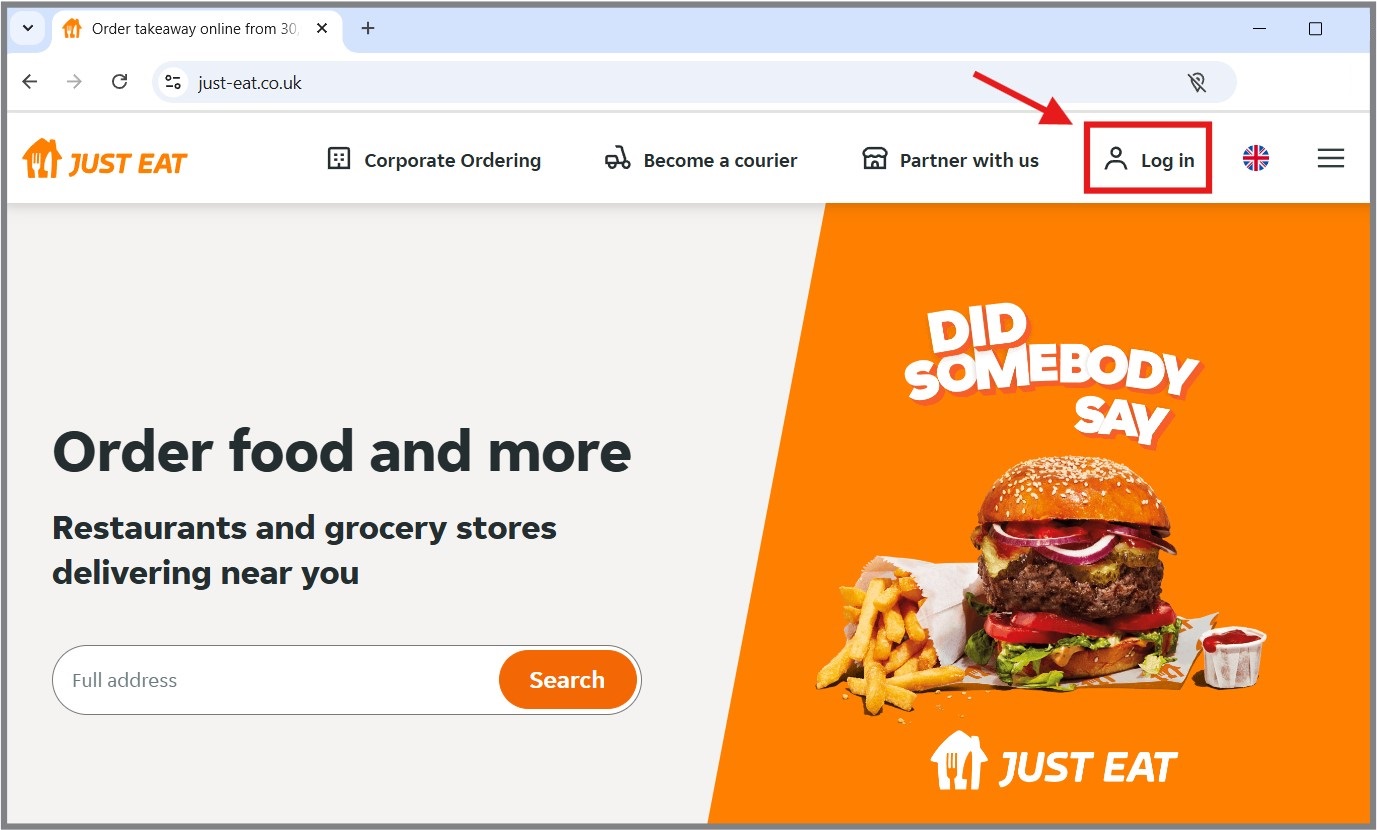 Order takeaway online from 30,
just-eat.co.uk
JUST EAT
Corporate Ordering
Become a courier
Partner with us
Log in
DID
SOMEBODY
SAY
Order food and more
Restaurants and grocery stores
delivering near you
Full address
Search
JUST EAT